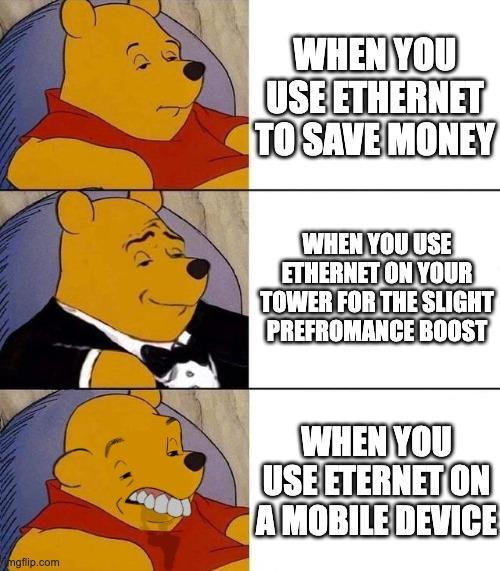 WHEN YOU
USE ETHERNET
TO SAVE MONEY
WHEN YOU USE
ETHERNET ON YOUR
TOWER FOR THE SLIGHT
PREFROMANCE BOOST
WHEN YOU
USE ETERNET ON
A MOBILE DEVICE
imgflip.com